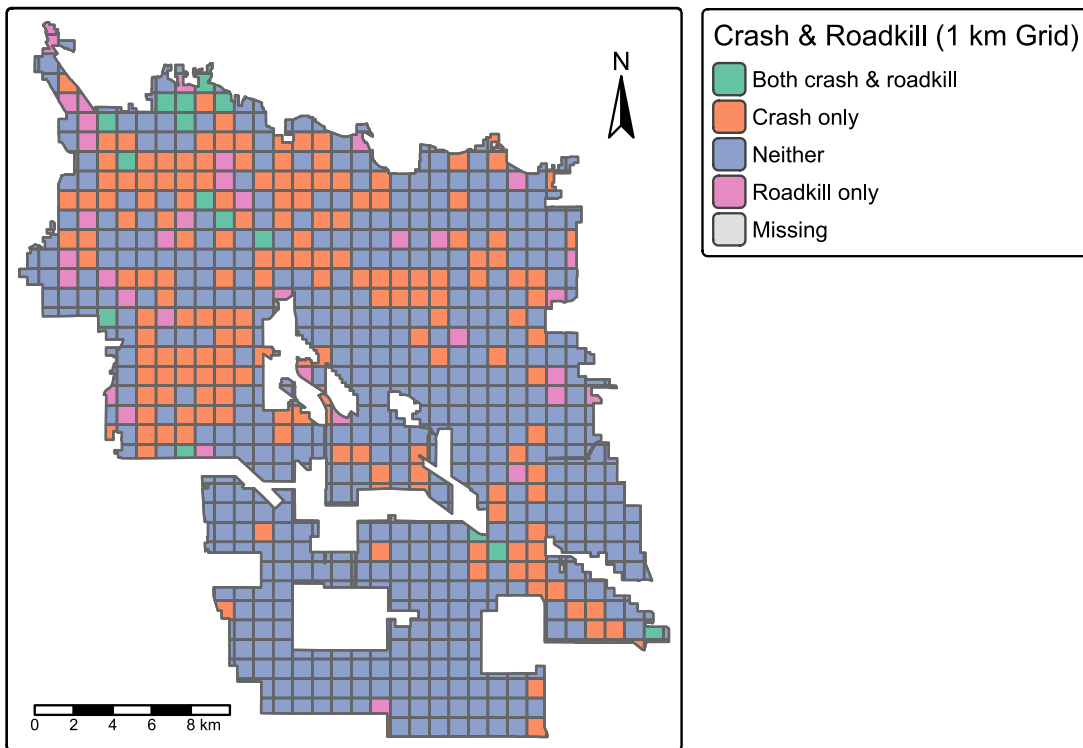 N
0 2 4 6 8 km
Crash & Roadkill (1 km Grid)
Both crash & roadkill
Crash only
Neither
Roadkill only
Missing